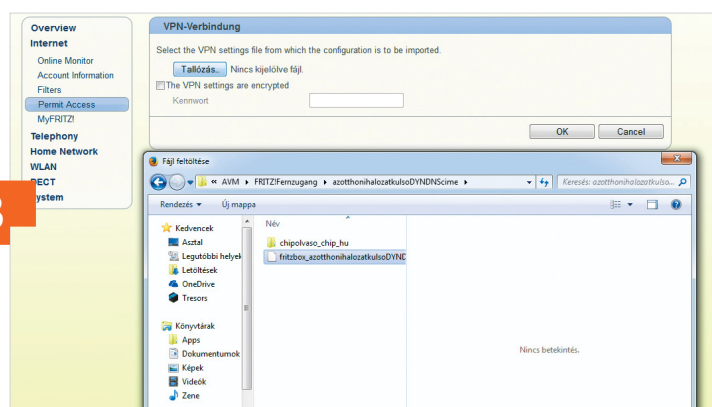 Overview
Internet
Online Monitor
Account Information
Filters
Permit Access
MyFRITZ!
Telephony
Home Network
WLAN
DECT
System
VPN-Verbindung
Select the VPN settings file from which the configuration is to be imported.
Tallózás.. Nincs kijelölve fájl.
The VPN settings are encrypted
Kennwort
OK Cancel
Fájl feltöltése
« AVM FRITZ!Fernzugang azotthonihalozatkulsoDYNDNScime
Keresés: azotthonihalozatkulso...
Rendezés Új mappa
Kedvencek
Asztal
Legutóbbi helyek
Letöltések
OneDrive
Tresors
Könyvtárak
Apps
Dokumentumok
Képek
Videók
Zene
Név
chipolvaso_chip_hu
fritzbox_azotthonihalozatkulsoDYND
Nincs betekintés.